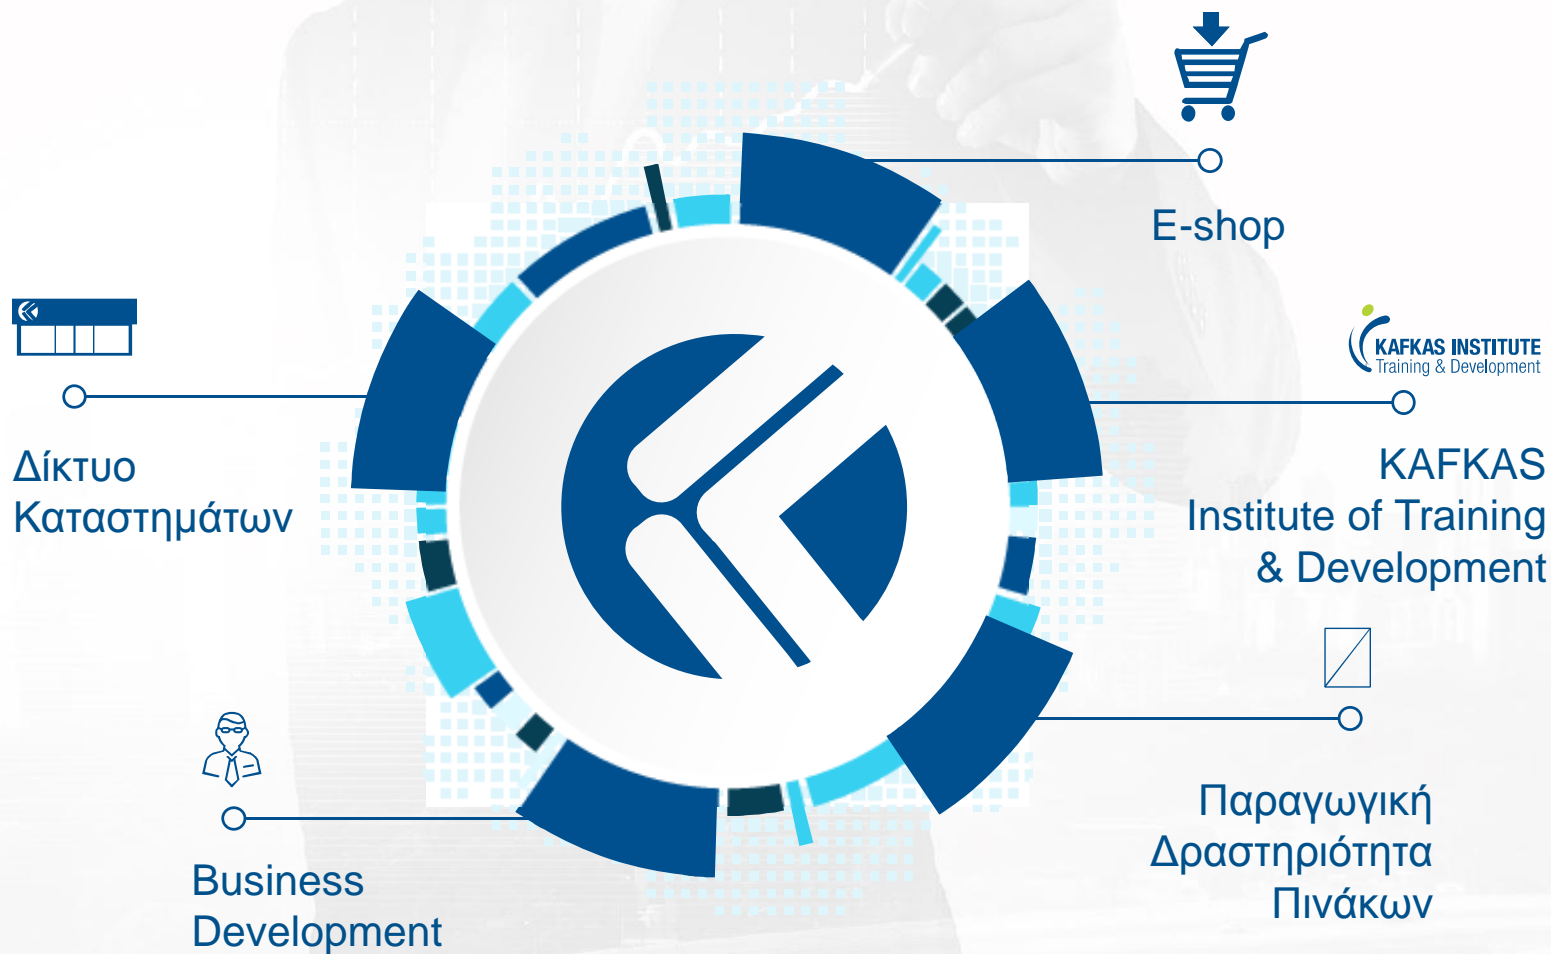 E-shop
KAFKAS INSTITUTE
Training & Development
KAFKAS
Institute of Training
& Development
Δίκτυο
Καταστημάτων
Παραγωγική
Δραστηριότητα
Πινάκων
Business
Development